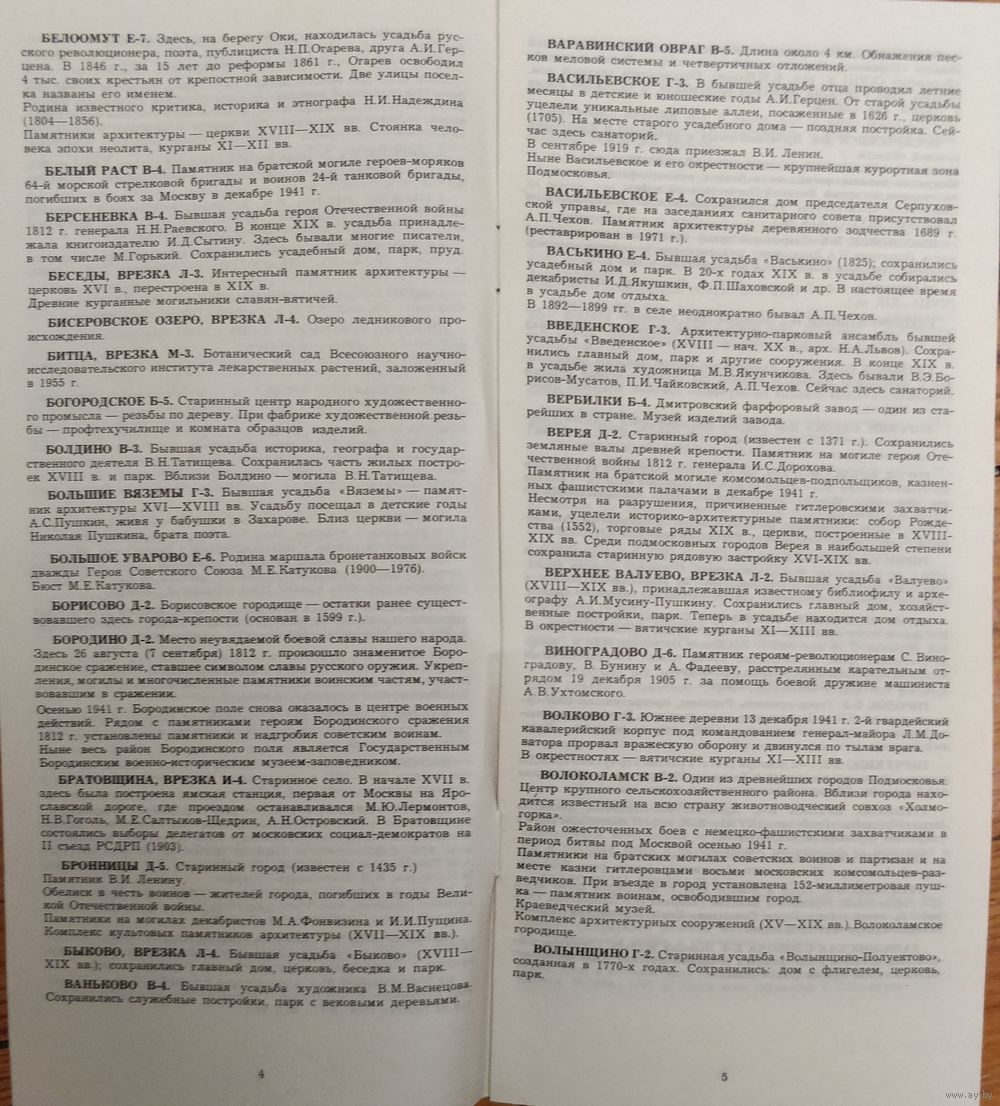 БЕЛООМУТ Е-7. Здесь, на берегу Оки, находилась усадьба рус-
ского революционера, поэта, публициста Н.П.Огарева, друга А.И.Гер-
цена. В 1846 г., за 15 лет до реформы 1861 г., Огарев освободил
4 тыс. своих крестьян от крепостной зависимости. Две улицы посел-
ка названы его именем.
Родина известного критика, историка и этнографа Н.И.Надеждина
(1804—1856).
Памятники архитектуры — церкви XVIII—XIX вв. Стоянка чело-
века эпохи неолита, курганы XI—XII вв.
БЕЛЫЙ РАСТ В-4. Памятник на братской могиле героев-моряков
64-й морской стрелковой бригады и воинов 24-й танковой бригады,
погибших в боях за Москву в декабре 1941 г.
БЕРСЕНЕВКА В-4. Бывшая усадьба героя Отечественной войны
1812 г. генерала Н.Н.Раевского. В конце XIX в. усадьба принадле-
жала книгоиздателю И.Д.Сытину. Здесь бывали многие писатели,
в том числе М.Горький. Сохранились усадебный дом, парк, пруд.
БЕСЕДЫ, ВРЕЗКА Л-3. Интересный памятник архитектуры —
церковь XVI в., перестроена в XIX в.
Древние курганные могильники славян-вятичей.
БИСЕРОВСКОЕ ОЗЕРО, ВРЕЗКА Л-4. Озеро ледникового про-
исхождения.
БИТЦА, ВРЕЗКА М-3. Ботанический сад Всесоюзного научно-
исследовательского института лекарственных растений, заложенный
в 1955 г.
БОГОРОДСКОЕ Б-5. Старинный центр народного художественно-
го промысла — резьбы по дереву. При фабрике художественной резь-
бы — профтехучилище и комната образцов изделий.
БОЛДИНО В-3. Бывшая усадьба историка, географа и государ-
ственного деятеля В.Н.Татищева. Сохранилась часть жилых постро-
ек XVIII в. и парк. Вблизи Болдино — могила В.Н.Татищева.
БОЛЬШИЕ ВЯЗЕМЫ Г-3. Бывшая усадьба «Вяземы» — памят-
ник архитектуры XVI—XVIII вв. Усадьбу посещал в детские годы
А.С.Пушкин, живя у бабушки в Захарове. Близ церкви — могила
Николая Пушкина, брата поэта.
БОЛЬШОЕ УВАРОВО Е-6. Родина маршала бронетанковых войск
дважды Героя Советского Союза М.Е.Катукова (1900—1976).
Бюст М.Е.Катукова.
БОРИСОВО Д-2. Борисовское городище — остатки ранее сущест-
вовавшего здесь города-крепости (основан в 1599 г.).
БОРОДИНО Д-2. Место неувядаемой боевой славы нашего народа.
Здесь 26 августа (7 сентября) 1812 г. произошло знаменитое Боро-
динское сражение, ставшее символом славы русского оружия. Укреп-
ления, могилы и многочисленные памятники воинским частям, участ-
вовавшим в сражении.
Осенью 1941 г. Бородинское поле снова оказалось в центре военных
действий. Рядом с памятниками героям Бородинского сражения
1812 г. установлены памятники и надгробия советским воинам.
Ныне весь район Бородинского поля является Государственным
Бородинским военно-историческим музеем-заповедником.
БРАТОВЩИНА, ВРЕЗКА И-4. Старинное село. В начале XVII в.
здесь была построена ямская станция, первая от Москвы на Яро-
славской дороге, где проездом останавливался М.Ю.Лермонтов,
Н.В.Гоголь, М.Е.Салтыков-Щедрин, А.Н.Островский. В Братовщине
состоялись выборы делегатов от московских социал-демократов на
II съезд РСДРП (1903).
БРОННИЦЫ Д-5. Старинный город (известен с 1435 г.)
Памятник В.И. Ленину.
Обелиск в честь воинов — жителей города, погибших в годы Вели-
кой Отечественной войны.
Памятники на могилах декабристов М.А.Фонвизина и И.И.Пущина.
Комплекс культовых памятников архитектуры (XVII—XIX вв.).
БЫКОВО, ВРЕЗКА Л-4. Бывшая усадьба «Быково» (XVIII—
XIX вв.); сохранились главный дом, церковь, беседка и парк.
ВАНЬКОВО В-4. Бывшая усадьба художника В.М.Васнецова.
Сохранились служебные постройки, парк с вековыми деревьями.
4
ВАРАВИНСКИЙ ОВРАГ В-5. Длина около 4 км. Обнажения пес-
ков меловой системы и четвертичных отложений.
ВАСИЛЬЕВСКОЕ Г-3. В бывшей усадьбе отца проводил летние
месяцы в детские и юношеские годы А.И.Герцен. От старой усадьбы
уцелели уникальные липовые аллеи, посаженные в 1626 г., церковь
(1705). На месте старого усадебного дома — поздняя постройка. Сей-
час здесь санаторий.
В сентябре 1919 г. сюда приезжал В.И. Ленин.
Ныне Васильевское и его окрестности — крупнейшая курортная зона
Подмосковья.
ВАСИЛЬЕВСКОЕ Е-4. Сохранился дом председателя Серпухов-
ской управы, где на заседаниях санитарного совета присутствовал
А.П.Чехов. Памятник архитектуры деревянного зодчества 1689 г.
(реставрирован в 1971 г.).
ВАСЬКИНО Е-4. Бывшая усадьба «Васькино» (1825); сохранились
усадебный дом и парк. В 20-х годах XIX в. в усадьбе собирались
декабристы И.Д.Якушкин, Ф.П.Шаховской и др. В настоящее время
в усадьбе дом отдыха.
В 1892—1899 гг. в селе неоднократно бывал А.П.Чехов.
ВВЕДЕНСКОЕ Г-3. Архитектурно-парковый ансамбль бывшей
усадьбы «Введенское» (XVIII — нач. XX в., арх. Н.А.Львов). Сохра-
нились главный дом, парк и другие сооружения. В конце XIX в.
в усадьбе жила художница М.В.Якунчикова. Здесь бывали В.Э.Бо-
рисов-Мусатов, П.И.Чайковский, А.П.Чехов. Сейчас здесь санаторий.
ВЕРБИЛКИ Б-4. Дмитровский фарфоровый завод — один из ста-
рейших в стране. Музей изделий завода.
ВЕРЕЯ Д-2. Старинный город (известен с 1371 г.). Сохранились
земляные валы древней крепости. Памятник на могиле героя Оте-
чественной войны 1812 г. генерала И.С.Дорохова.
Памятник на братской могиле комсомольцев-подпольщиков, казнен-
ных фашистскими палачами в декабре 1941 г.
Несмотря на разрушения, причиненные гитлеровскими захватчи-
ками, уцелели историко-архитектурные памятники: собор Рожде-
ства (1552), торговые ряды XIX в., церкви, построенные в XVIII-
XIX вв. Среди подмосковных городов Верея в наибольшей степени
сохранила старинную рядовую застройку XVI-XIX вв.
ВЕРХНЕЕ ВАЛУЕВО, ВРЕЗКА Л-2. Бывшая усадьба «Валуево»
(XVIII—XIX вв.), принадлежавшая известному библиофилу и архе-
ографу А.И.Мусину-Пушкину. Сохранились главный дом, хозяйст-
венные постройки, парк. Теперь в усадьбе находится дом отдыха.
В окрестности — вятичские курганы XI—XIII вв.
ВИНОГРАДОВО Д-6. Памятник героям-революционерам С. Вино-
градову, В. Бунину и А. Фадееву, расстрелянным карательным от-
рядом 19 декабря 1905 г. за помощь боевой дружине машиниста
А.В.Ухтомского.
ВОЛКОВО Г-3. Южнее деревни 13 декабря 1941 г. 2-й гвардейский
кавалерийский корпус под командованием генерал-майора Л.М.До-
ватора прорвал вражескую оборону и двинулся по тылам врага.
В окрестностях — вятичские курганы XI—XIII вв.
ВОЛОКОЛАМСК В-2. Один из древнейших городов Подмосковья.
Центр крупного сельскохозяйственного района. Вблизи города нахо-
дится известный на всю страну животноводческий совхоз «Холмо-
горка».
Район ожесточенных боев с немецко-фашистскими захватчиками в
период битвы под Москвой осенью 1941 г.
Памятники на братских могилах советских воинов и партизан и на
месте казни гитлеровцами восьми московских комсомольцев-раз-
ведчиков. При въезде в город установлена 152-миллиметровая пуш-
ка — памятник воинам, освободившим город.
Краеведческий музей.
Комплекс архитектурных сооружений (XV—XIX вв.).Волоколамское
городище.
ВОЛЫНЩИНО Г-2. Старинная усадьба «Волынщино-Полуектово»,
созданная в 1770-х годах. Сохранились: дом с флигелем, церковь,
парк.
5
www.ay.by